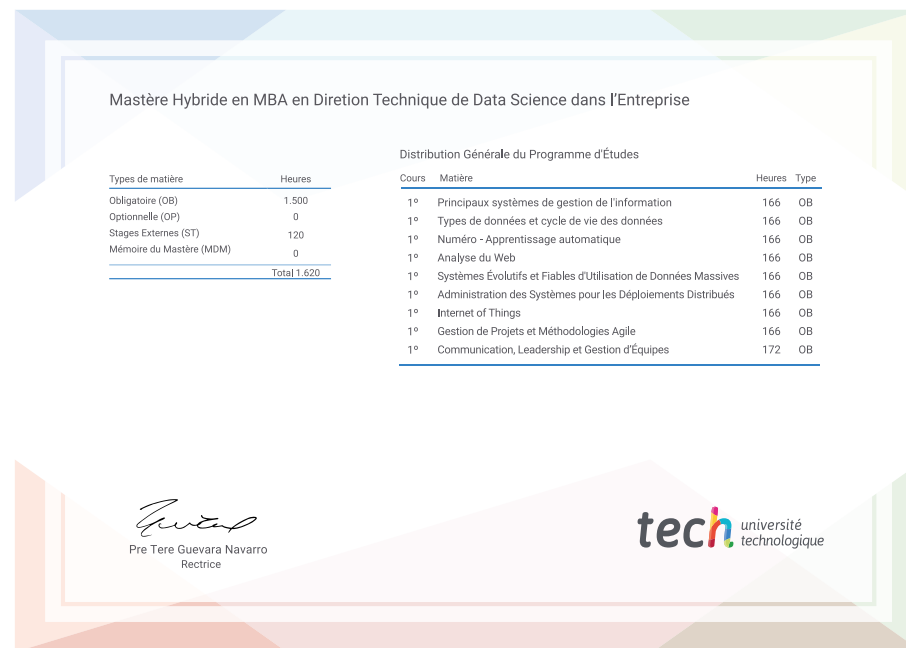 Mastère Hybride en MBA en Diretion Technique de Data Science dans l'Entreprise
Types de matière Heures
Obligatoire (OB) 1.500
Optionnelle (OP) 0
Stages Externes (ST) 120
Mémoire du Mastère (MDM) 0
Total 1.620
Distribution Générale du Programme d'Études
Cours Matière Heures Type
1º Principaux systèmes de gestion de l'information 166 OB
1º Types de données et cycle de vie des données 166 OB
1º Numéro - Apprentissage automatique 166 OB
1º Analyse du Web 166 OB
1º Systèmes Évolutifs et Fiables d'Utilisation de Données Massives 166 OB
1º Administration des Systèmes pour les Déploiements Distribués 166 OB
1º Internet of Things 166 OB
1º Gestion de Projets et Méthodologies Agile 166 OB
1º Communication, Leadership et Gestion d'Équipes 172 OB
Pre Tere Guevara Navarro
Rectrice
tech université
technologique